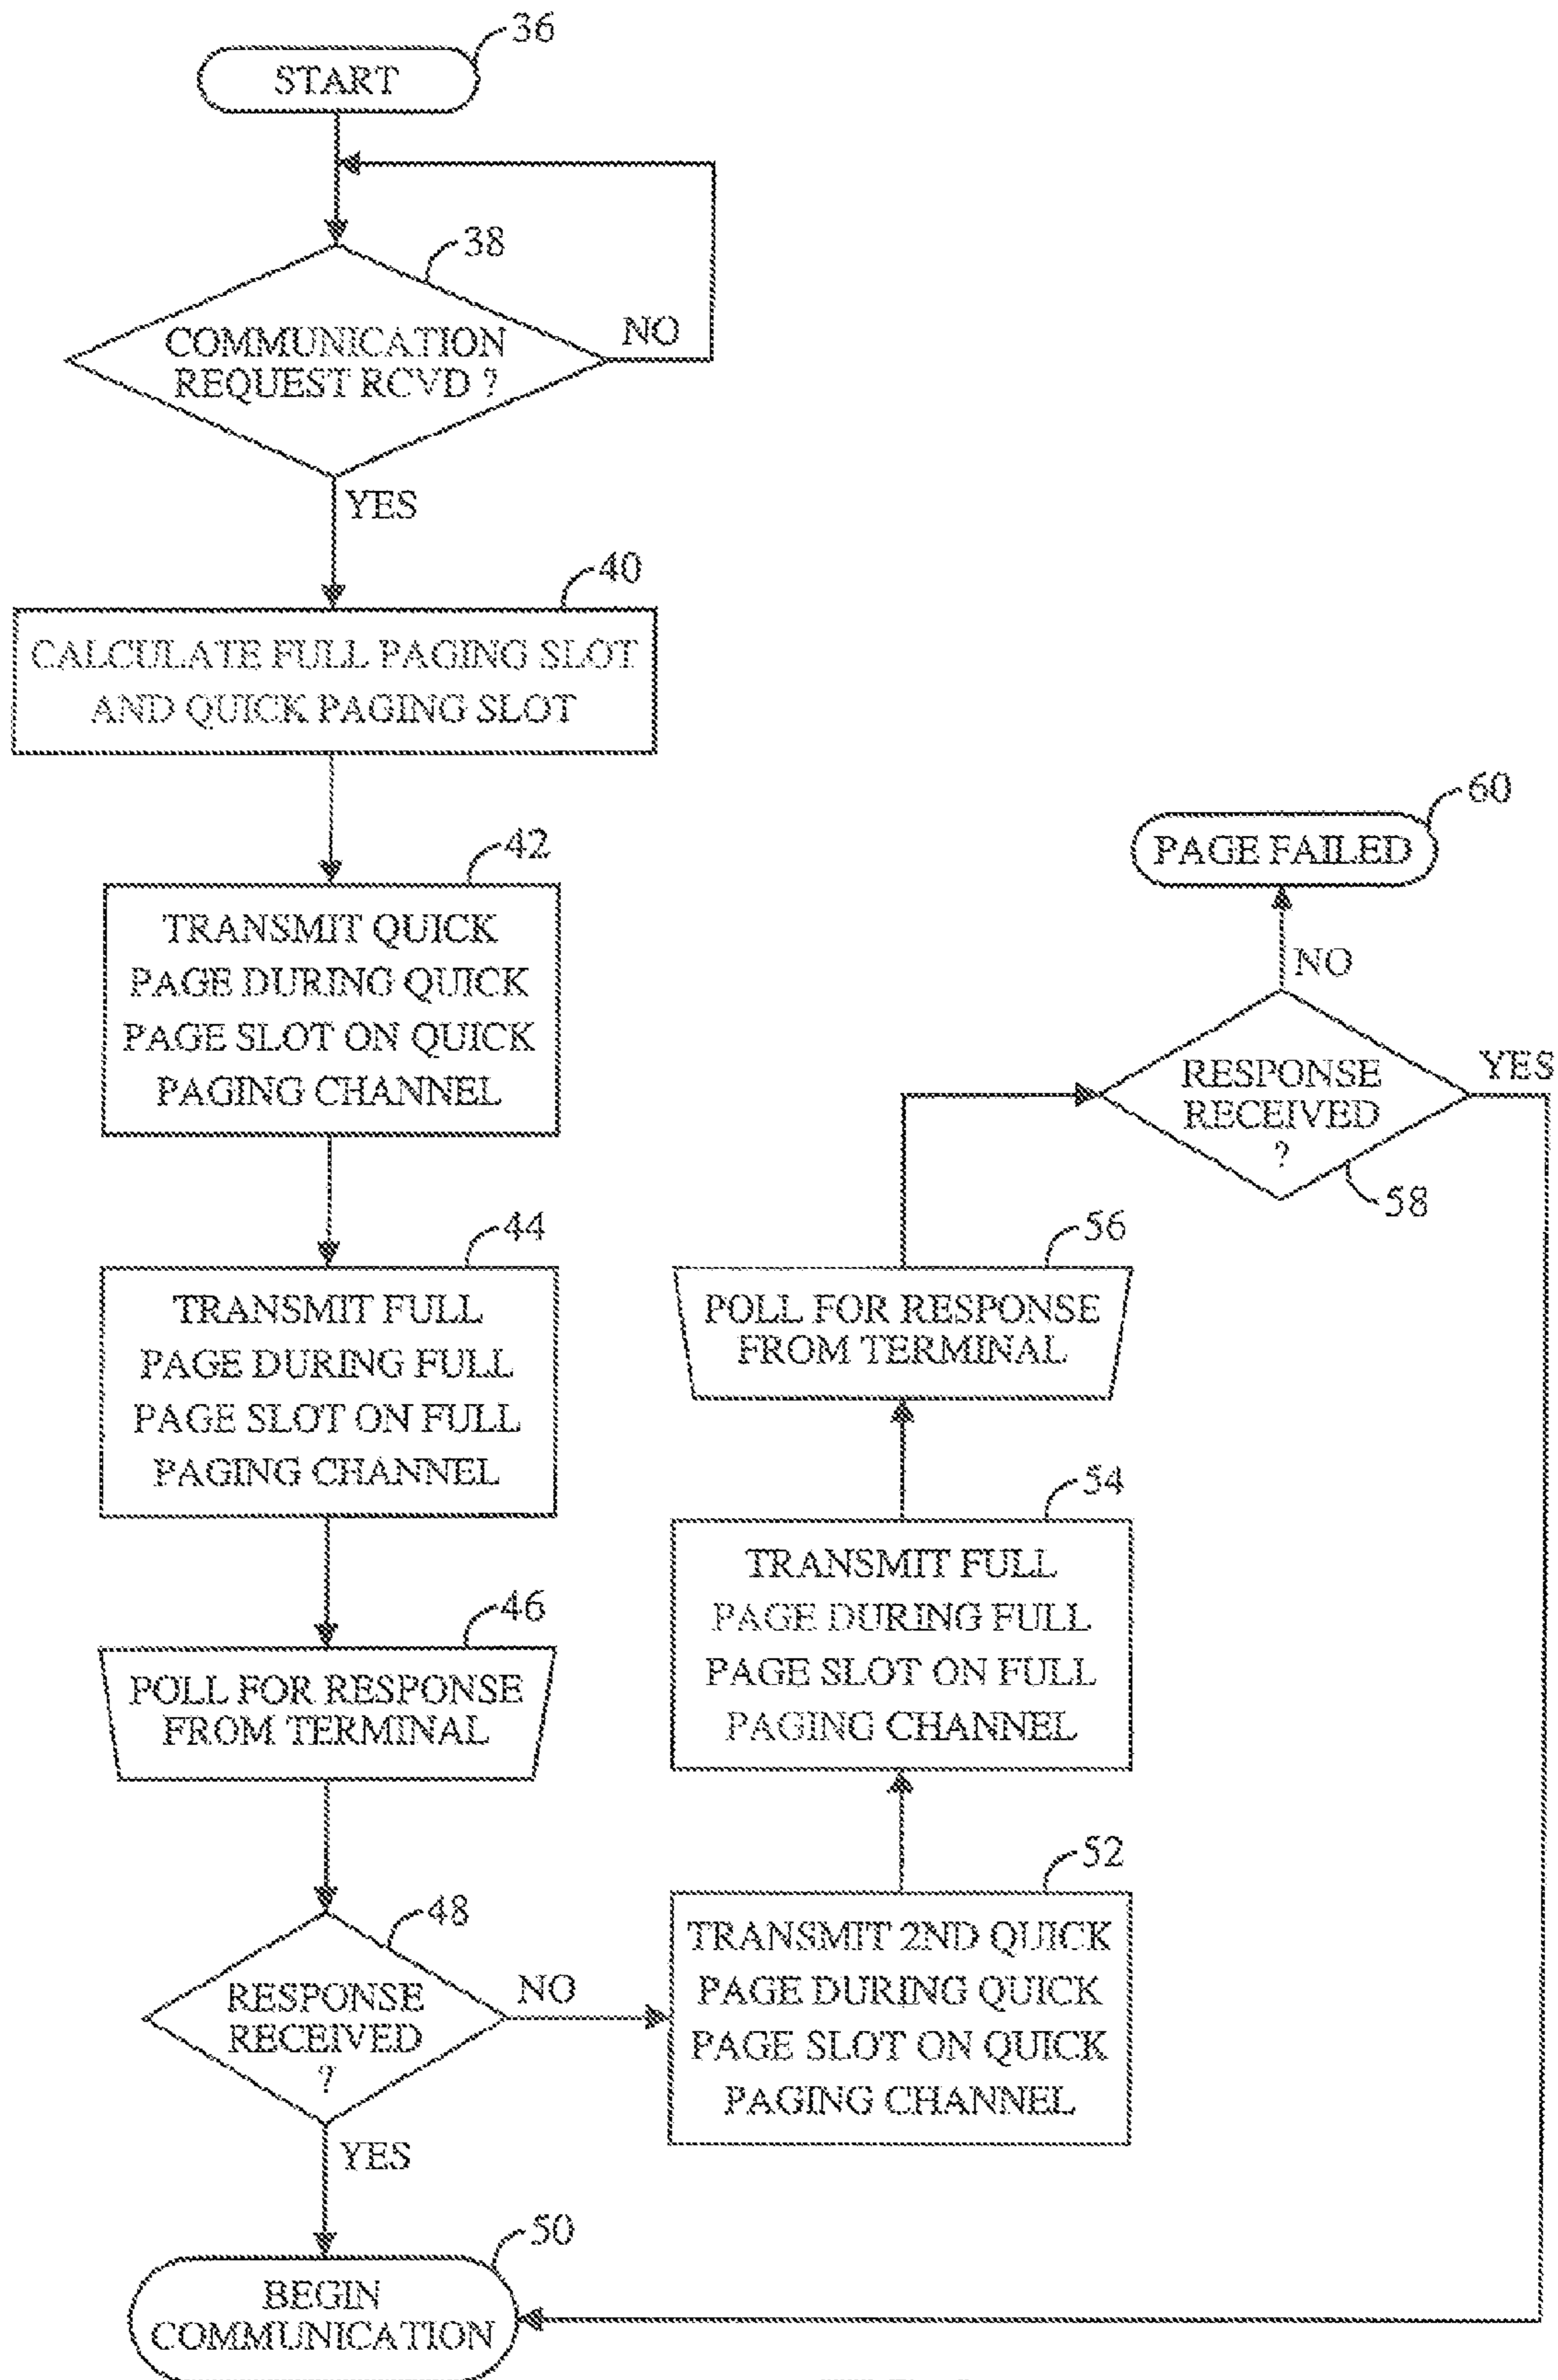 36
START
38
COMMUNICATION
REQUEST RCVD ?
NO
YES
40
CALCULATE FULL PAGING SLOT
AND QUICK PAGING SLOT
42
TRANSMIT QUICK
PAGE DURING QUICK
PAGE SLOT ON QUICK
PAGING CHANNEL
44
TRANSMIT FULL
PAGE DURING FULL
PAGE SLOT ON FULL
PAGING CHANNEL
46
POLL FOR RESPONSE
FROM TERMINAL
48
RESPONSE
RECEIVED
?
NO
YES
50
BEGIN
COMMUNICATION
52
TRANSMIT 2ND QUICK
PAGE DURING QUICK
PAGE SLOT ON QUICK
PAGING CHANNEL
54
TRANSMIT FULL
PAGE DURING FULL
PAGE SLOT ON FULL
PAGING CHANNEL
56
POLL FOR RESPONSE
FROM TERMINAL
58
RESPONSE
RECEIVED
?
YES
NO
60
PAGE FAILED